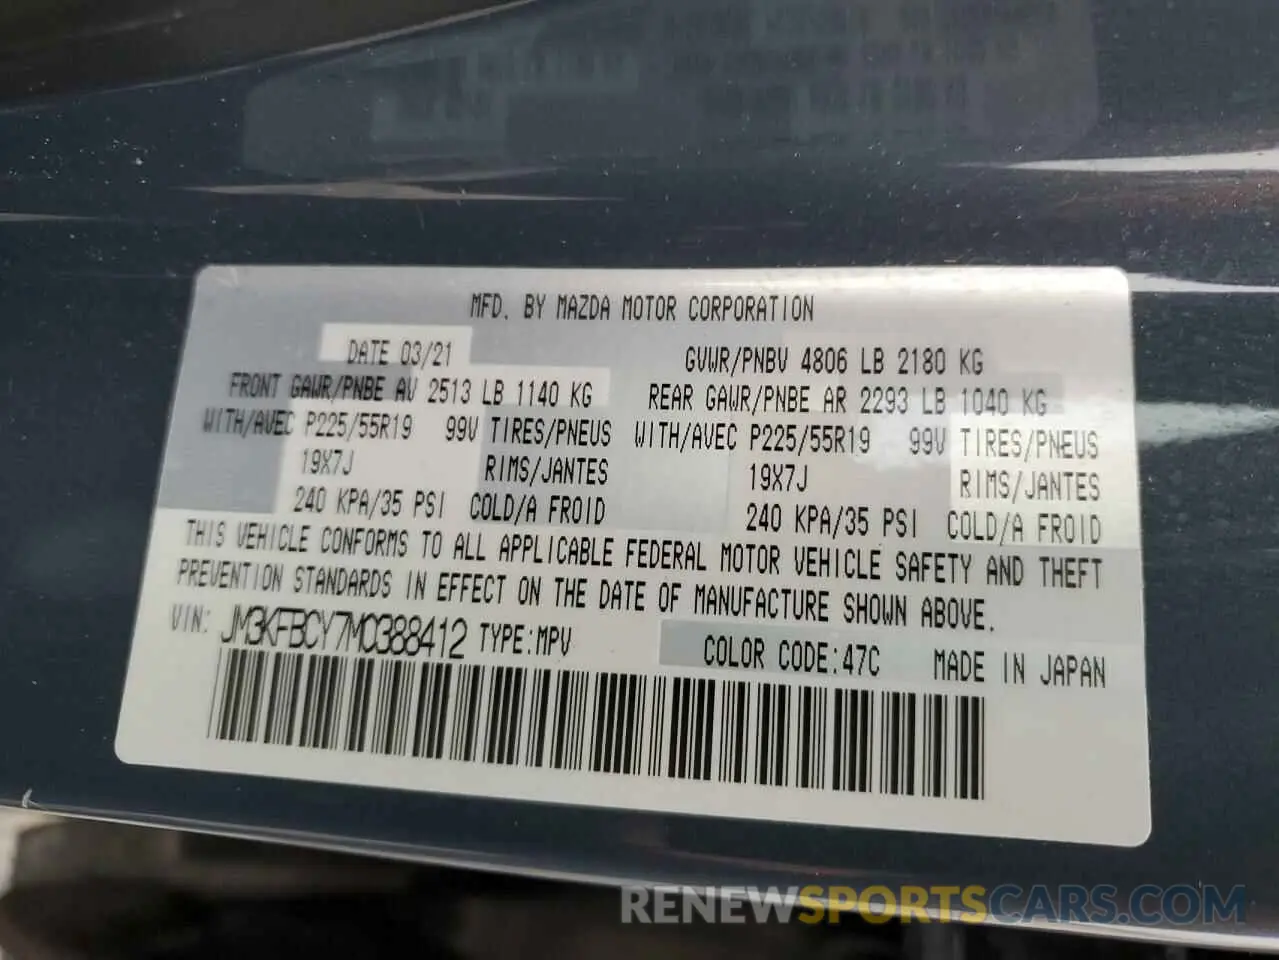 MFD. BY MAZDA MOTOR CORPORATION
DATE 03/21 GVWR/PNBV 4806 LB 2180 KG
FRONT GAWR/PNBE AV 2513 LB 1140 KG REAR GAWR/PNBE AR 2293 LB 1040 KG
WITH/AVEC P225/55R19 99V TIRES/PNEUS WITH/AVEC P225/55R19 99V TIRES/PNEUS
19X7J RIMS/JANTES 19X7J RIMS/JANTES
240 KPA/35 PSI COLD/A FROID 240 KPA/35 PSI COLD/A FROID
THIS VEHICLE CONFORMS TO ALL APPLICABLE FEDERAL MOTOR VEHICLE SAFETY AND THEFT
PREVENTION STANDARDS IN EFFECT ON THE DATE OF MANUFACTURE SHOWN ABOVE.
VIN: JM3KFBCY7M0388412 TYPE:MPV COLOR CODE:47C MADE IN JAPAN
RENEWSPORTSCARS.COM